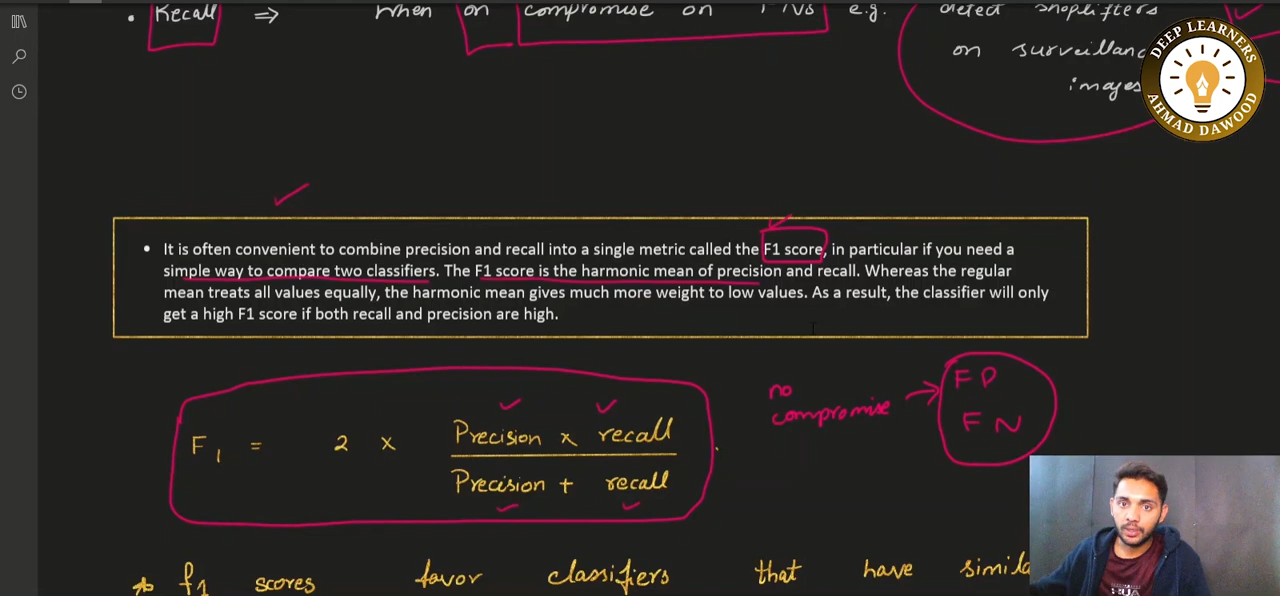 • Recall ⇒ When on compromise on FNs e.g. detect shoplifters
on surveillanc
images
DEEP LEARNERS
AHMAD DAWOOD
• It is often convenient to combine precision and recall into a single metric called the F1 score, in particular if you need a
simple way to compare two classifiers. The F1 score is the harmonic mean of precision and recall. Whereas the regular
mean treats all values equally, the harmonic mean gives much more weight to low values. As a result, the classifier will only
get a high F1 score if both recall and precision are high.
no
compromise → FP
FN
F1 = 2 x Precision x recall
Precision + recall
* f1 scores favor classifiers that have simila